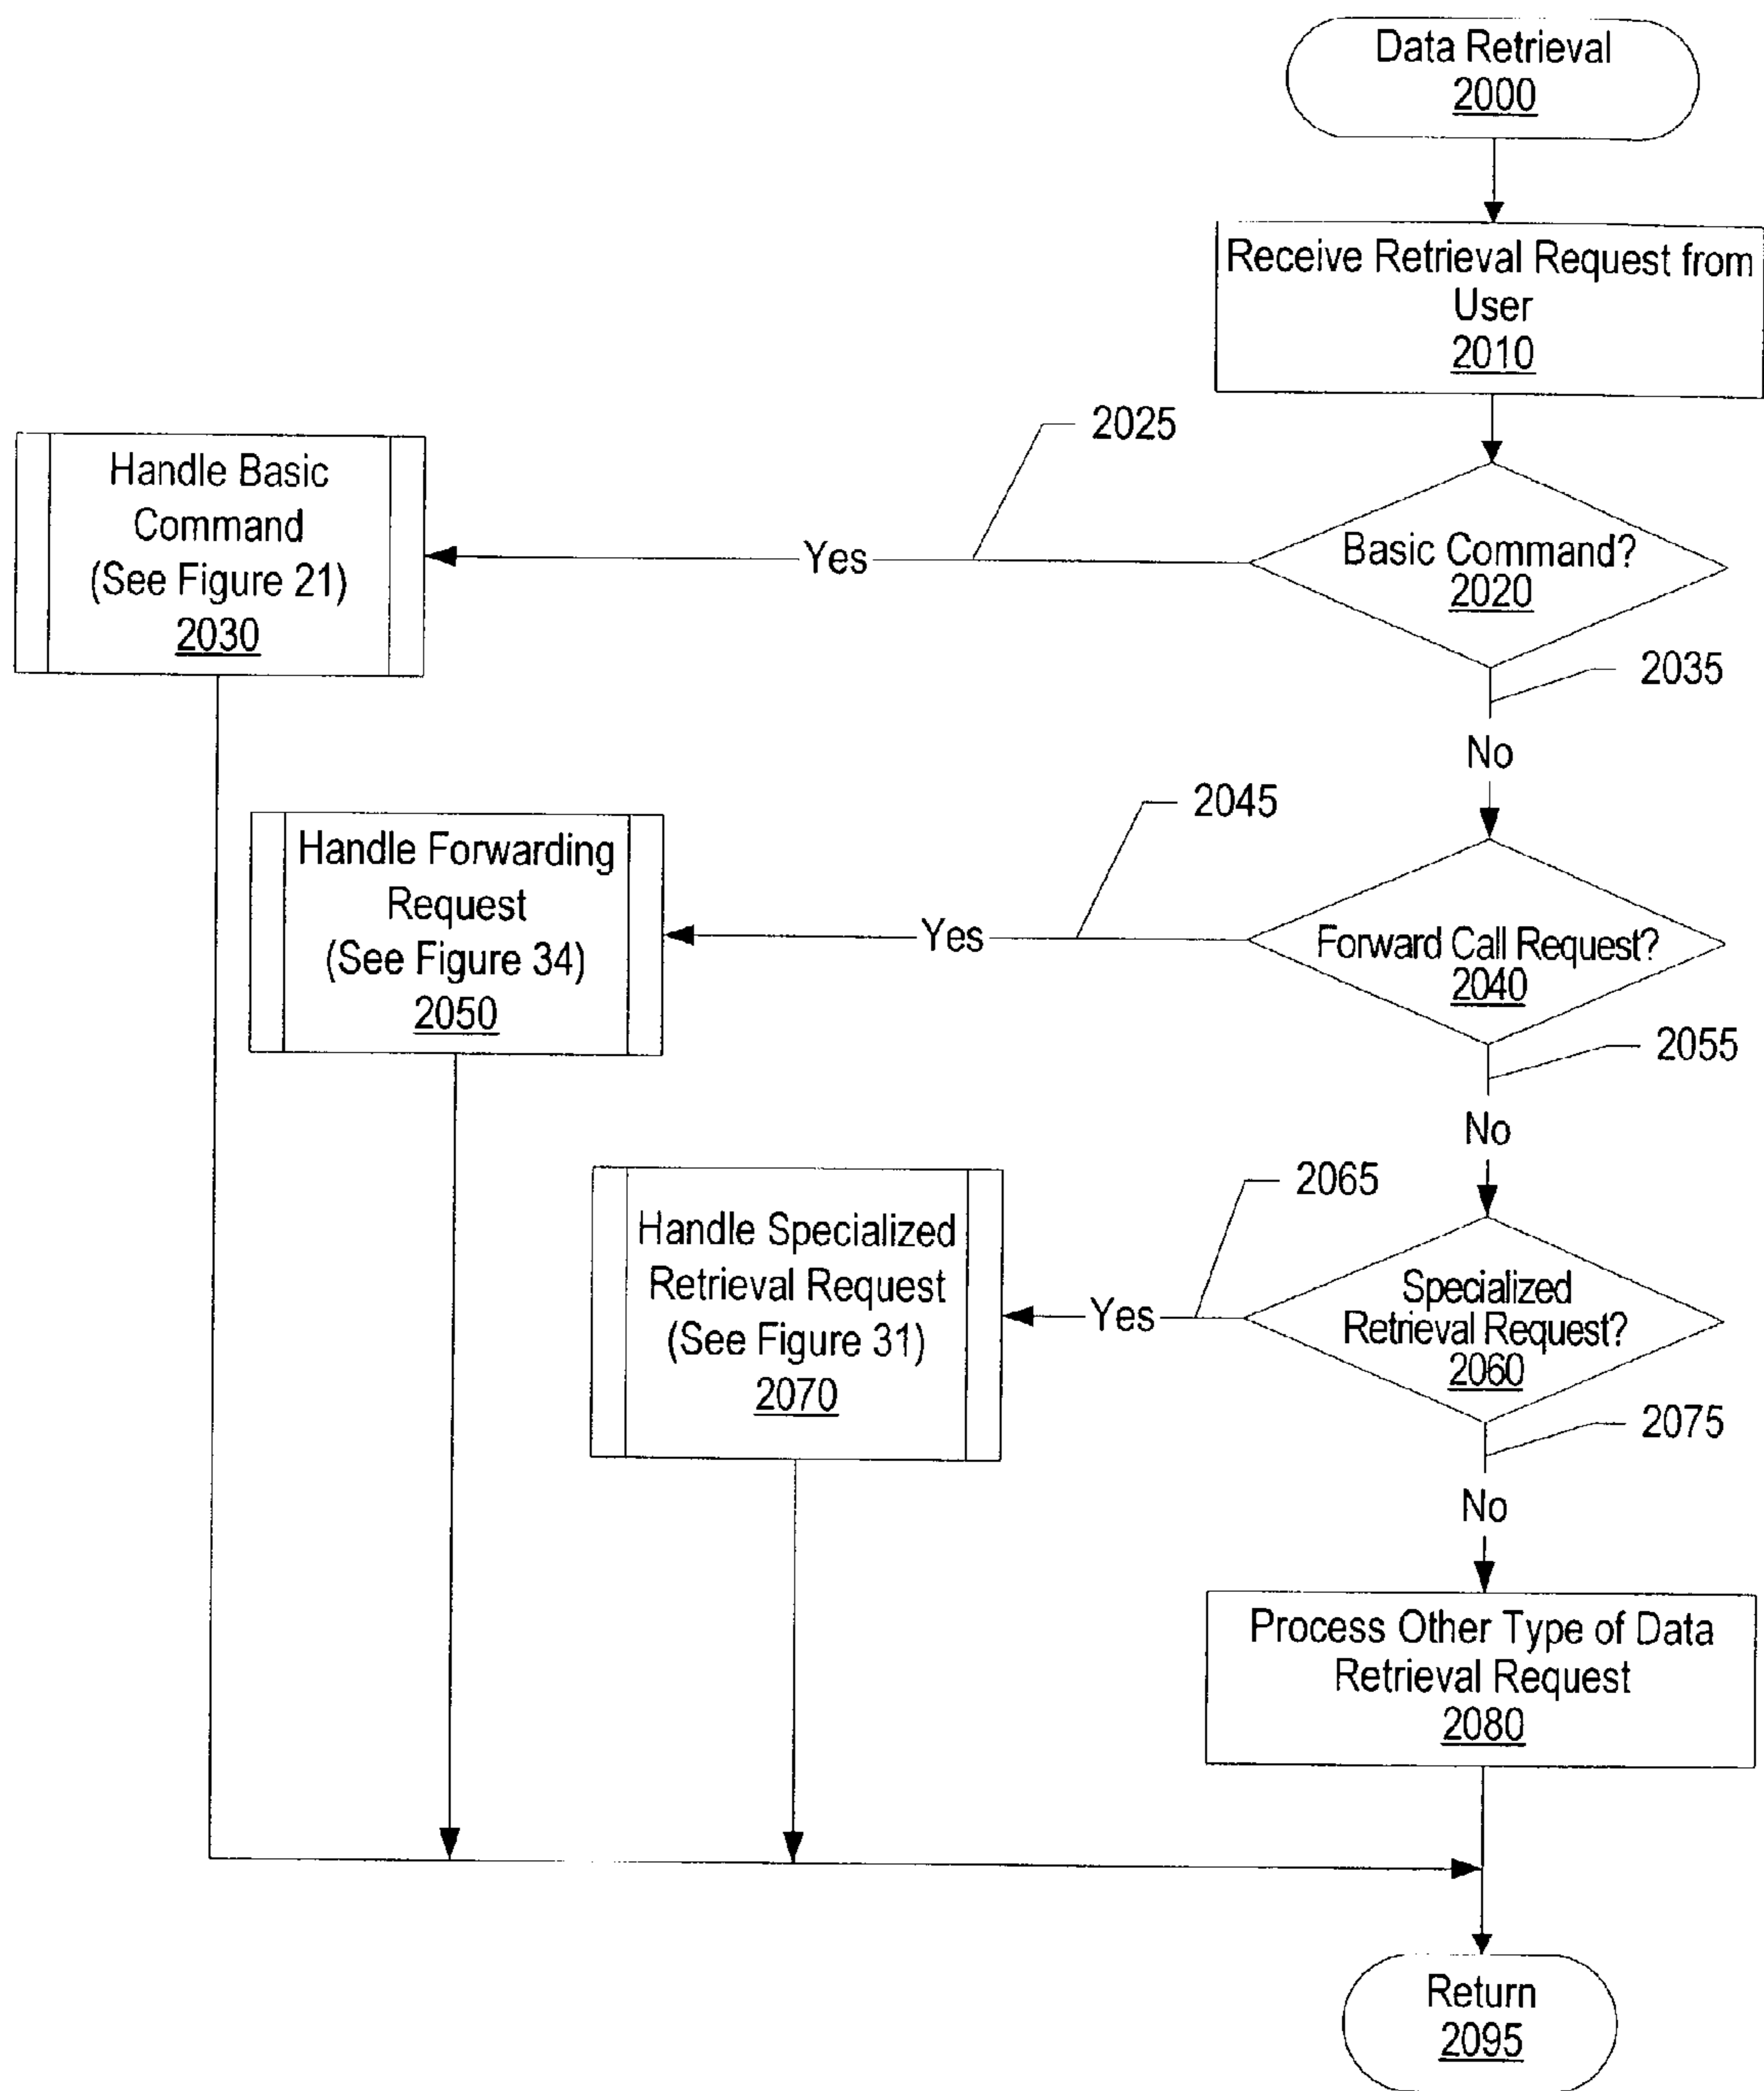 Data Retrieval
2000
Receive Retrieval Request from
User
2010
2025
Handle Basic
Command
(See Figure 21)
2030
Yes
Basic Command?
2020
2035
No
2045
Handle Forwarding
Request
(See Figure 34)
2050
Yes
Forward Call Request?
2040
2055
No
2065
Handle Specialized
Retrieval Request
(See Figure 31)
2070
Yes
Specialized
Retrieval Request?
2060
2075
No
Process Other Type of Data
Retrieval Request
2080
Return
2095